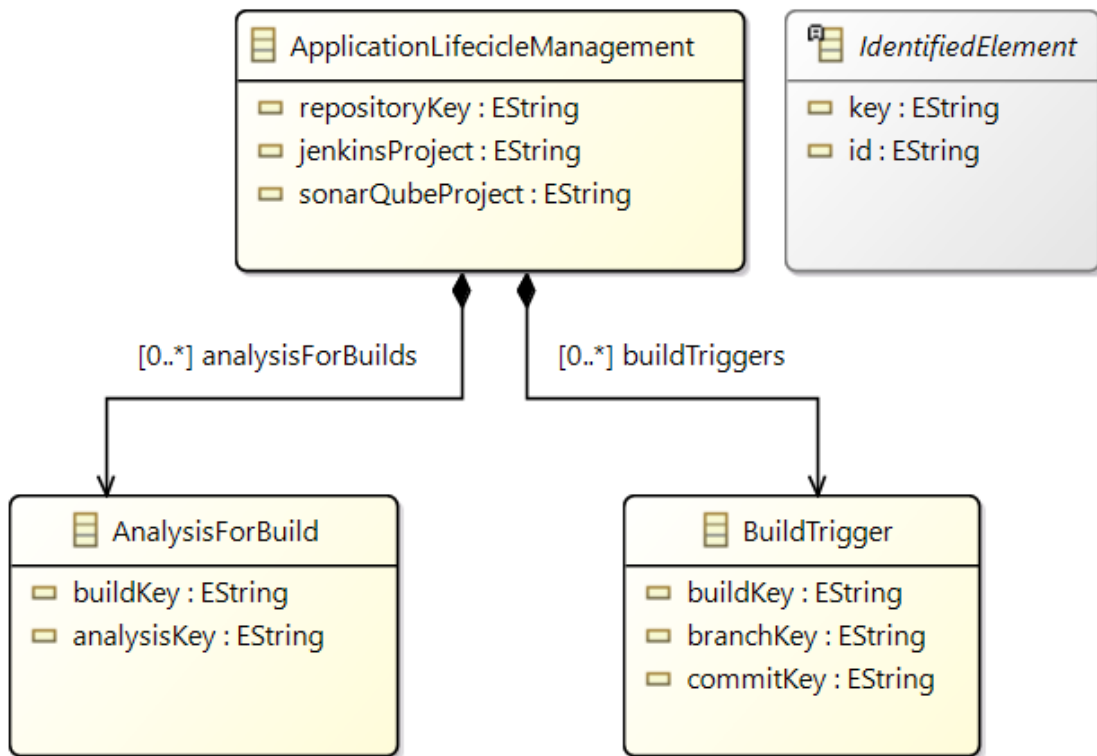 ApplicationLifecicleManagement
repositoryKey : EString
jenkinsProject : EString
sonarQubeProject : EString
IdentifiedElement
key : EString
id : EString
[0..*] analysisForBuilds
[0..*] buildTriggers
AnalysisForBuild
buildKey : EString
analysisKey : EString
BuildTrigger
buildKey : EString
branchKey : EString
commitKey : EString